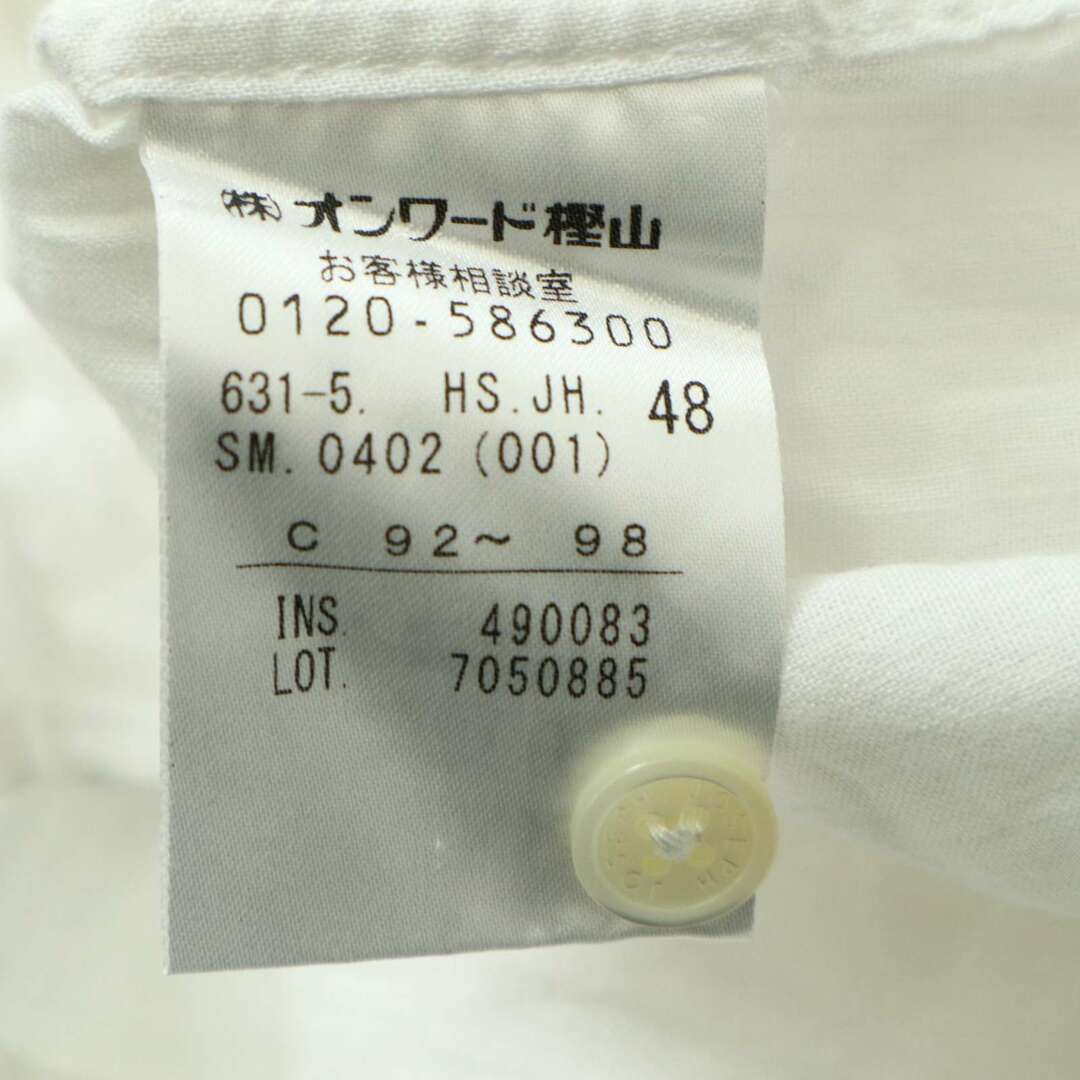 ㈱オンワード樫山
お客様相談室
0120-586300
631-5. HS.JH. 48
SM. 0402 (001)
C 92〜 98
INS. 490083
LOT. 7050885